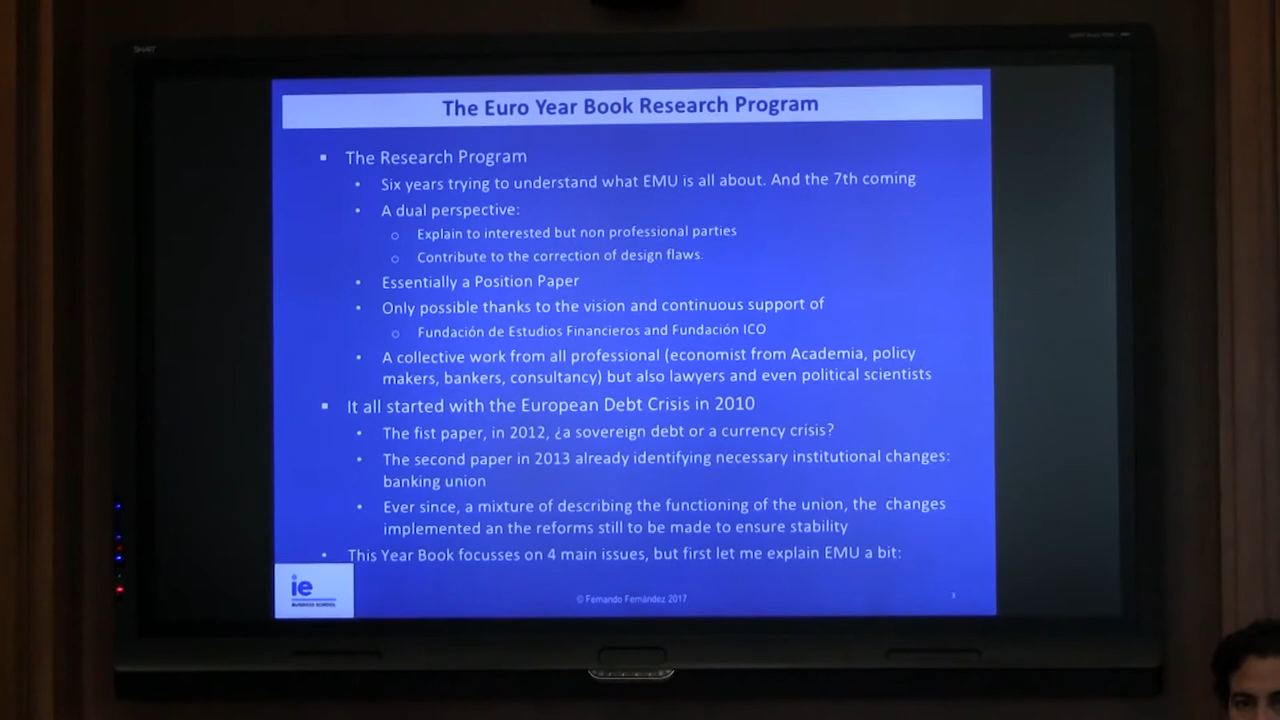 SMART
The Euro Year Book Research Program
▪ The Research Program
• Six years trying to understand what EMU is all about. And the 7th coming
• A dual perspective:
o Explain to interested but non professional parties
o Contribute to the correction of design flaws.
• Essentially a Position Paper
• Only possible thanks to the vision and continuous support of
o Fundación de Estudios Financieros and Fundación ICO
• A collective work from all professional (economist from Academia, policy
makers, bankers, consultancy) but also lawyers and even political scientists
▪ It all started with the European Debt Crisis in 2010
• The fist paper, in 2012, ¿a sovereign debt or a currency crisis?
• The second paper in 2013 already identifying necessary institutional changes:
banking union
• Ever since, a mixture of describing the functioning of the union, the changes
implemented an the reforms still to be made to ensure stability
• This Year Book focusses on 4 main issues, but first let me explain EMU a bit:
ie
BUSINESS SCHOOL
© Fernando Fernández 2017
3